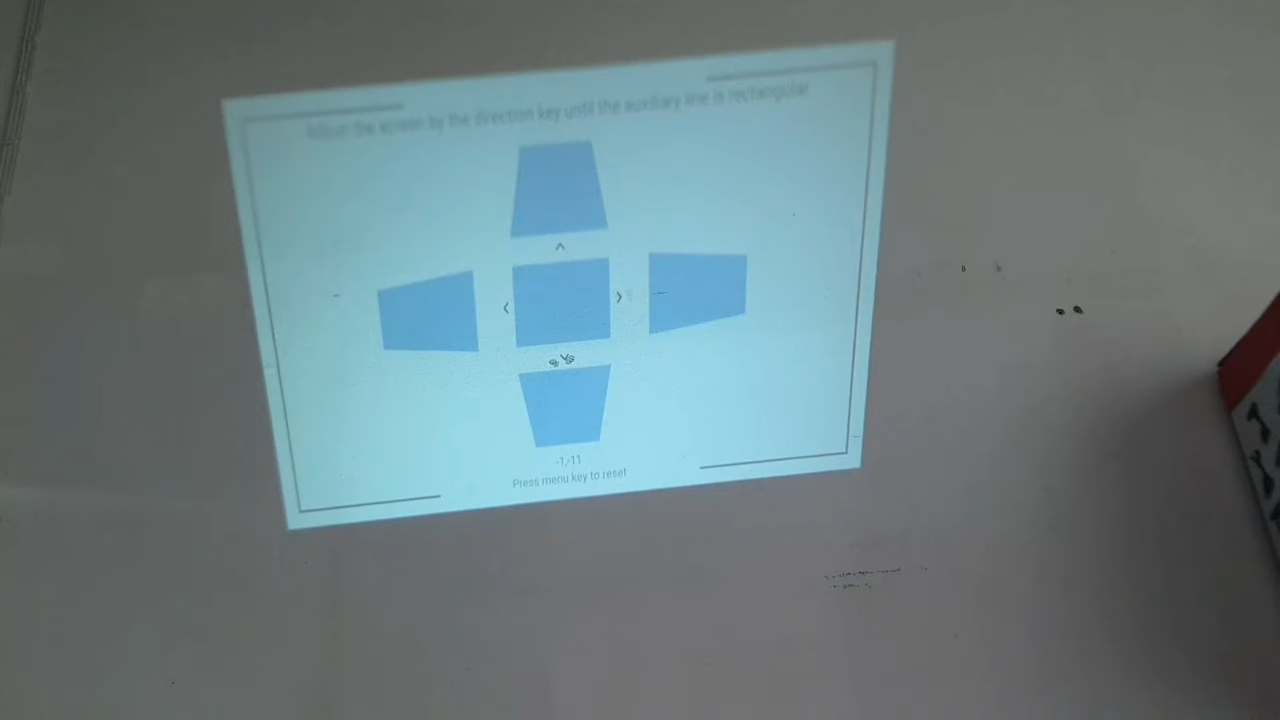 Adjust the screen by the direction key until the auxiliary line is rectangular
-1,-11
Press menu key to reset